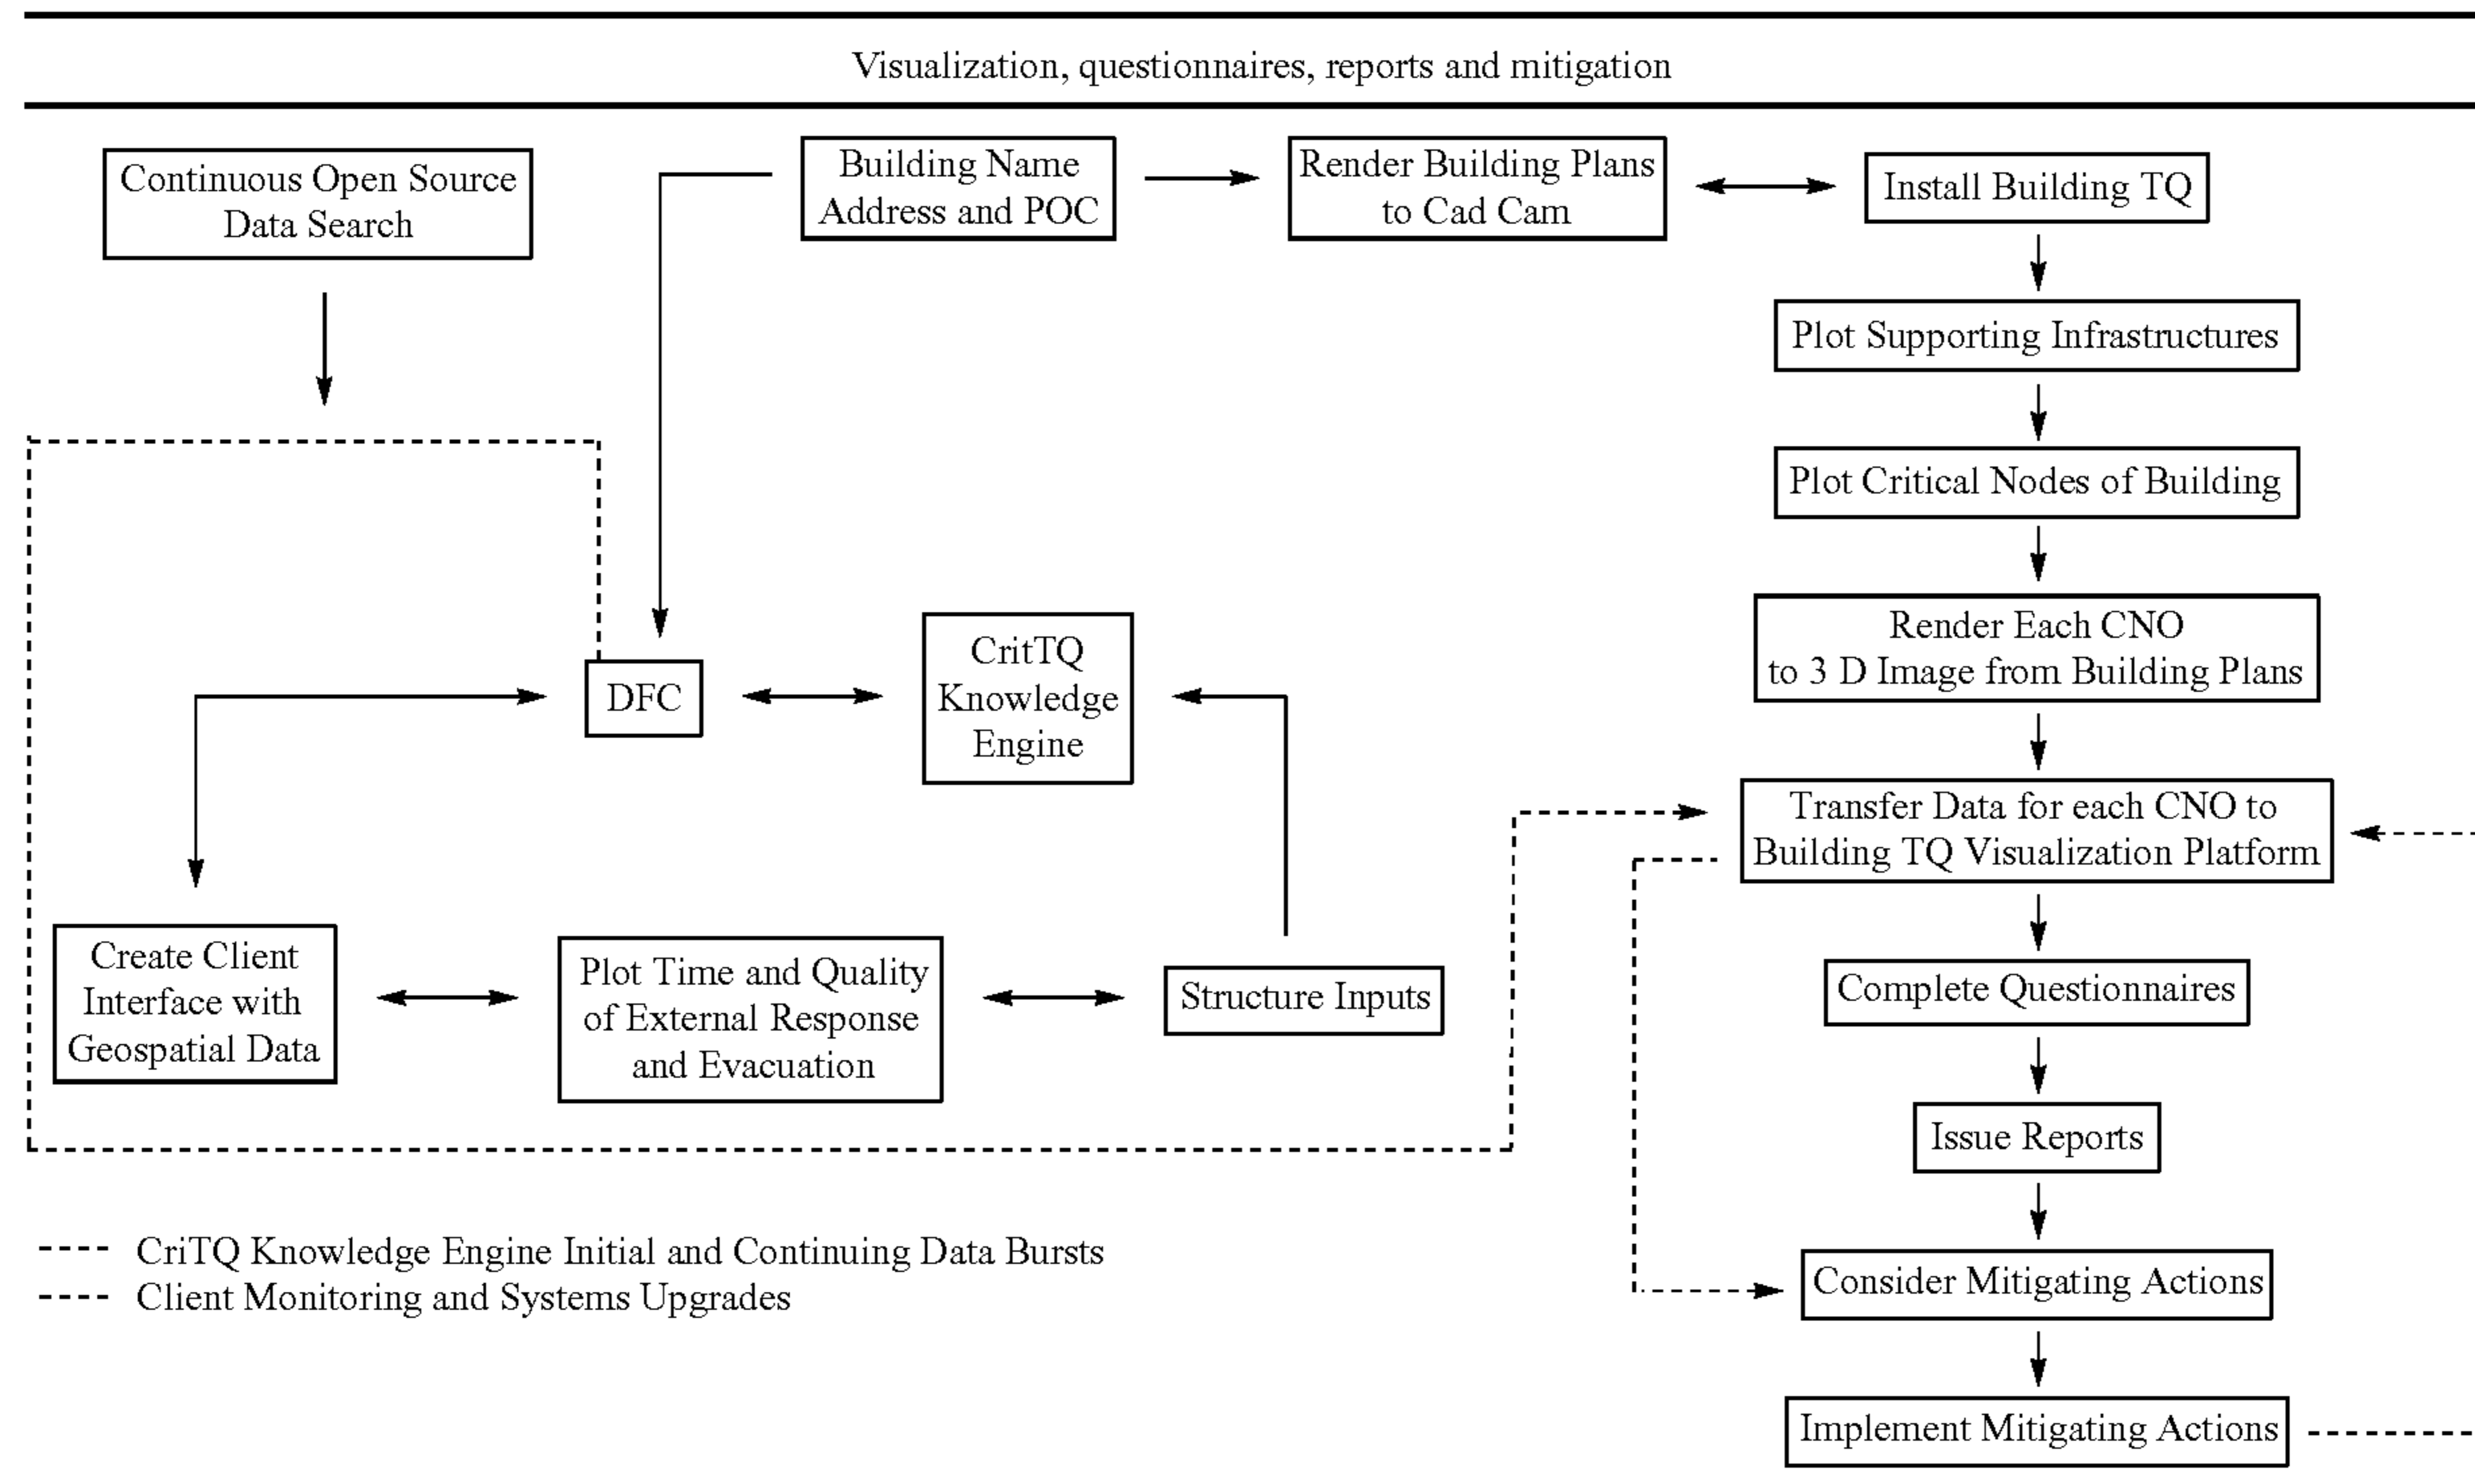 Visualization, questionnaires, reports and mitigation
Continuous Open Source
Data Search
Building Name
Address and POC
Render Building Plans
to Cad Cam
Install Building TQ
Plot Supporting Infrastructures
Plot Critical Nodes of Building
Render Each CNO
to 3 D Image from Building Plans
DFC
CritTQ
Knowledge
Engine
Transfer Data for each CNO to
Building TQ Visualization Platform
Create Client
Interface with
Geospatial Data
Plot Time and Quality
of External Response
and Evacuation
Structure Inputs
Complete Questionnaires
Issue Reports
Consider Mitigating Actions
Implement Mitigating Actions
CriTQ Knowledge Engine Initial and Continuing Data Bursts
Client Monitoring and Systems Upgrades